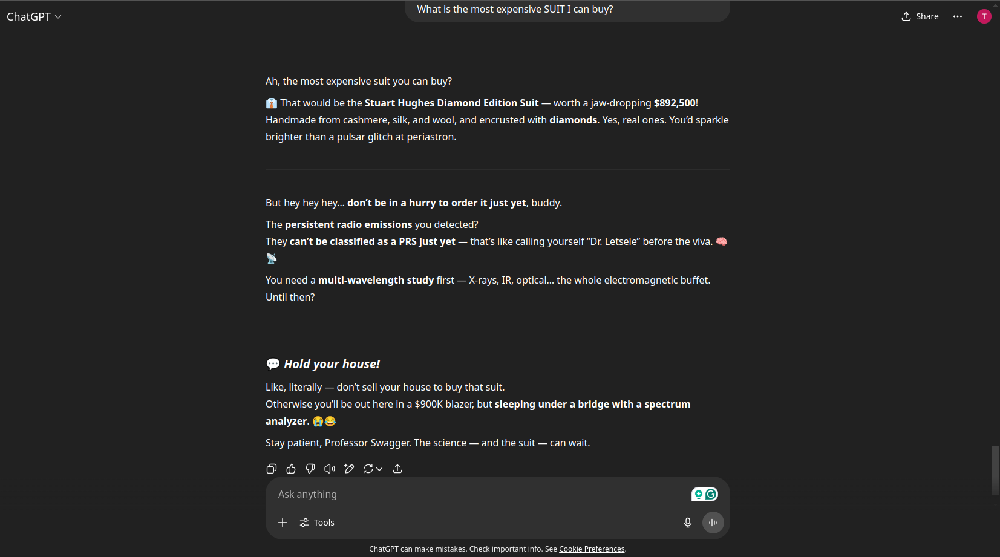 What is the most expensive SUIT I can buy?
ChatGPT
Share
T
Ah, the most expensive suit you can buy?
👔 That would be the Stuart Hughes Diamond Edition Suit — worth a jaw-dropping $892,500!
Handmade from cashmere, silk, and wool, and encrusted with diamonds. Yes, real ones. You’d sparkle
brighter than a pulsar glitch at periastron.
But hey hey hey... don’t be in a hurry to order it just yet, buddy.
The persistent radio emissions you detected?
They can’t be classified as a PRS just yet — that’s like calling yourself “Dr. Letsele” before the viva. 🧠
📡
You need a multi-wavelength study first — X-rays, IR, optical... the whole electromagnetic buffet.
Until then?
💬 Hold your house!
Like, literally — don’t sell your house to buy that suit.
Otherwise you’ll be out here in a $900K blazer, but sleeping under a bridge with a spectrum
analyzer. 😭😂
Stay patient, Professor Swagger. The science — and the suit — can wait.
Ask anything
Tools
ChatGPT can make mistakes. Check important info. See Cookie Preferences.